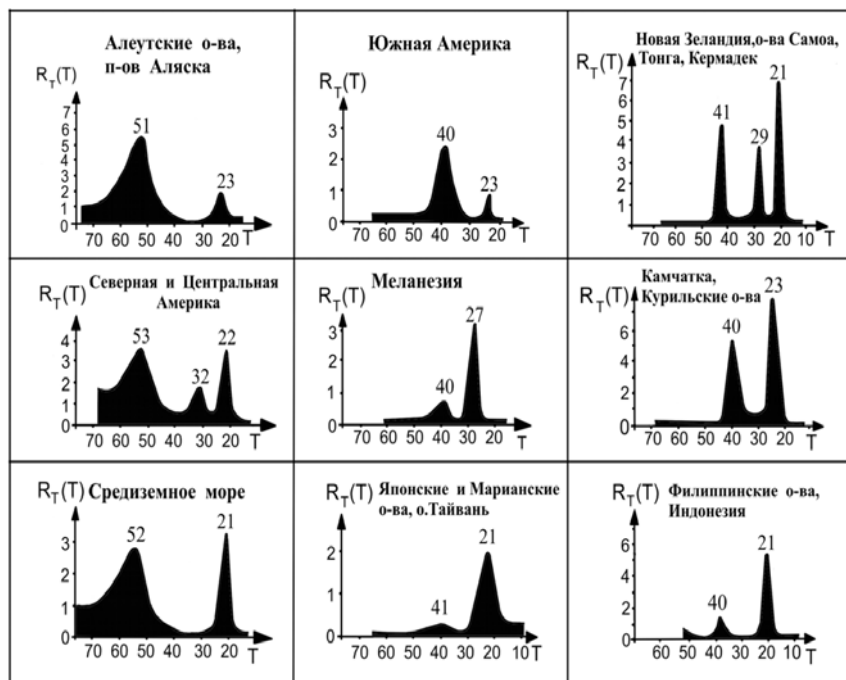 Алеутские о-ва,
п-ов Аляска
R_T(T)
7
6
5
4
3
2
1
0
51
23
70 60 50 40 30 20 T
Южная Америка
R_T(T)
3
2
1
0
40
23
70 60 50 40 30 20 T
Новая Зеландия,о-ва Самоа,
Тонга, Кермадек
R_T(T)
7
6
5
4
3
2
1
0
41
29
21
70 60 50 40 30 20 10 T
Северная и Центральная
Америка
R_T(T)
4
3
2
1
0
53
32
22
70 60 50 40 30 20 T
Меланезия
R_T(T)
3
2
1
0
40
27
70 60 50 40 30 20 T
Камчатка,
Курильские о-ва
R_T(T)
6
4
2
0
40
23
70 60 50 40 30 20 T
Средиземное море
R_T(T)
3
2
1
0
52
21
70 60 50 40 30 20 T
Японские и Марианские
о-ва, о.Тайвань
R_T(T)
2
1
0
41
21
70 60 50 40 30 20 10 T
Филиппинские о-ва,
Индонезия
R_T(T)
6
4
2
0
40
21
60 50 40 30 20 10 T